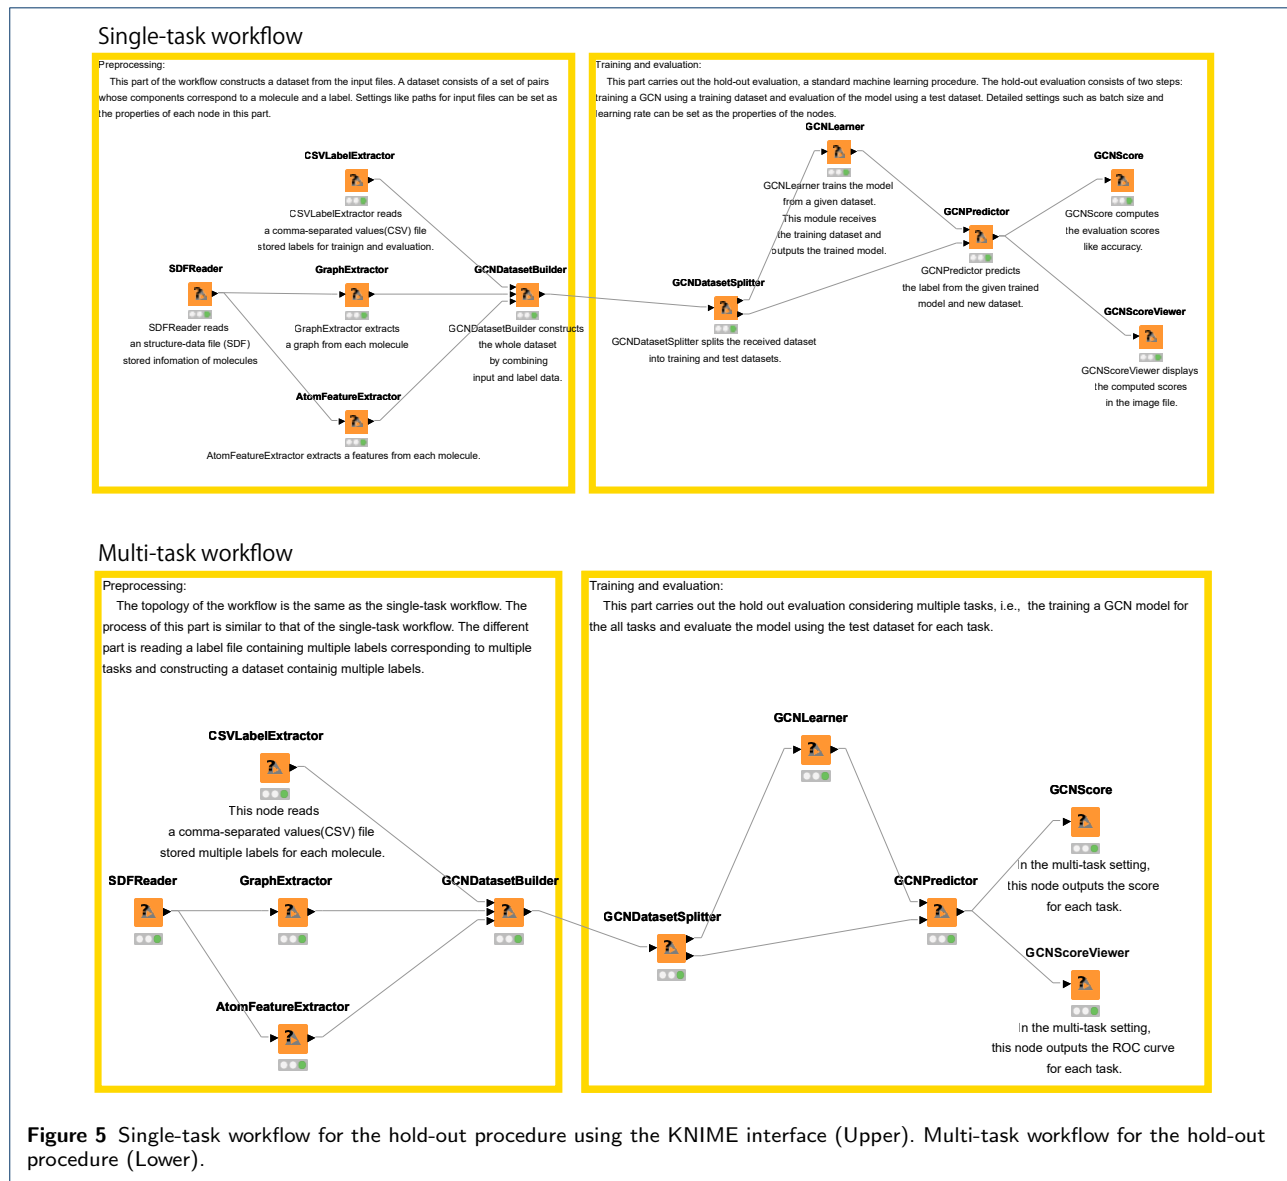 Single-task workflow
Preprocessing:
This part of the workflow constructs a dataset from the input files. A dataset consists of a set of pairs
whose components correspond to a molecule and a label. Settings like paths for input files can be set as
the properties of each node in this part.
CSVLabelExtractor
CSVLabelExtractor reads
a comma-separated values(CSV) file
stored labels for trainign and evaluation.
SDFReader
SDFReader reads
an structure-data file (SDF)
stored infomation of molecules
GraphExtractor
GraphExtractor extracts
a graph from each molecule
GCNDatasetBuilder
GCNDatasetBuilder constructs
the whole dataset
by combining
input and label data.
AtomFeatureExtractor
AtomFeatureExtractor extracts a features from each molecule.
Training and evaluation:
This part carries out the hold-out evaluation, a standard machine learning procedure. The hold-out evaluation consists of two steps:
training a GCN using a training dataset and evaluation of the model using a test dataset. Detailed settings such as batch size and
learning rate can be set as the properties of the nodes.
GCNLearner
GCNLearner trains the model
from a given dataset.
This module receives
the training dataset and
outputs the trained model.
GCNDatasetSplitter
GCNDatasetSplitter splits the received dataset
into training and test datasets.
GCNPredictor
GCNPredictor predicts
the label from the given trained
model and new dataset.
GCNScore
GCNScore computes
the evaluation scores
like accuracy.
GCNScoreViewer
GCNScoreViewer displays
the computed scores
in the image file.
Multi-task workflow
Preprocessing:
The topology of the workflow is the same as the single-task workflow. The
process of this part is similar to that of the single-task workflow. The different
part is reading a label file containing multiple labels corresponding to multiple
tasks and constructing a dataset containig multiple labels.
CSVLabelExtractor
This node reads
a comma-separated values(CSV) file
stored multiple labels for each molecule.
SDFReader
GraphExtractor
GCNDatasetBuilder
AtomFeatureExtractor
Training and evaluation:
This part carries out the hold out evaluation considering multiple tasks, i.e., the training a GCN model for
the all tasks and evaluate the model using the test dataset for each task.
GCNLearner
GCNDatasetSplitter
GCNPredictor
GCNScore
In the multi-task setting,
this node outputs the score
for each task.
GCNScoreViewer
In the multi-task setting,
this node outputs the ROC curve
for each task.
Figure 5 Single-task workflow for the hold-out procedure using the KNIME interface (Upper). Multi-task workflow for the hold-out
procedure (Lower).